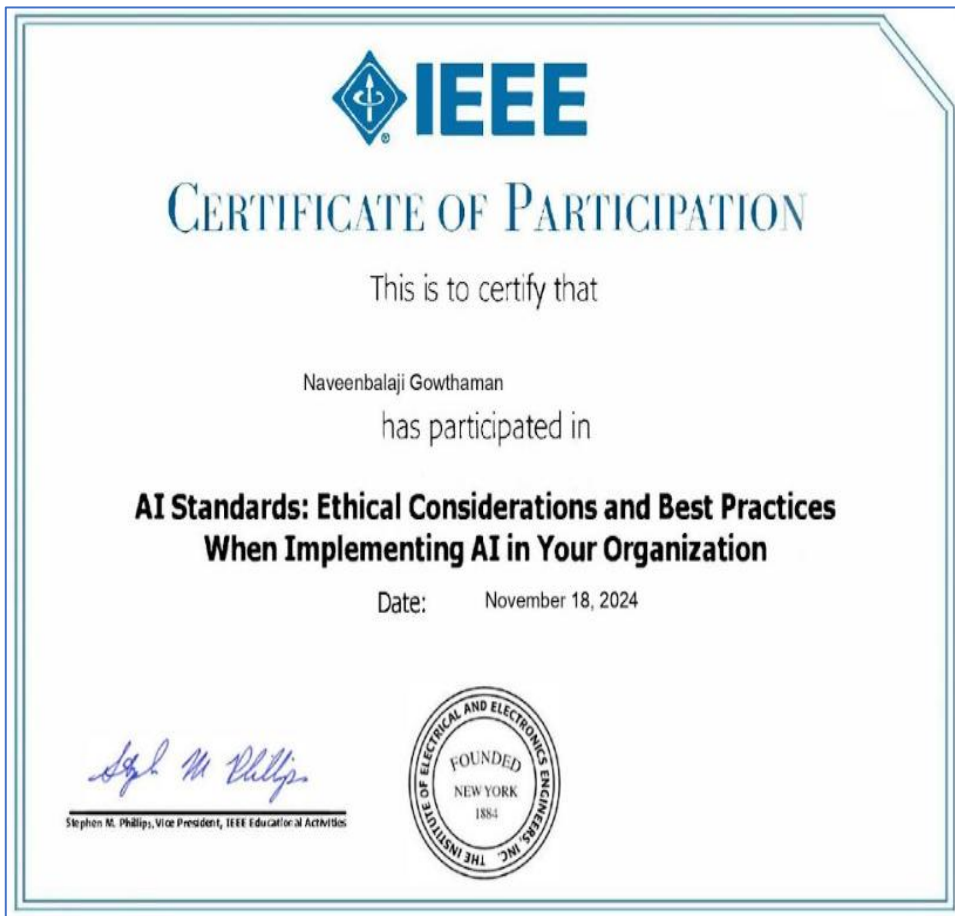 IEEE
CERTIFICATE OF PARTICIPATION
This is to certify that
Naveenbalaji Gowthaman
has participated in
AI Standards: Ethical Considerations and Best Practices
When Implementing AI in Your Organization
Date: November 18, 2024
Stephen M Phillips
Stephen M. Phillips, Vice President, IEEE Educational Activities
THE INSTITUTE OF ELECTRICAL AND ELECTRONICS ENGINEERS, INC.
FOUNDED
NEW YORK
1884